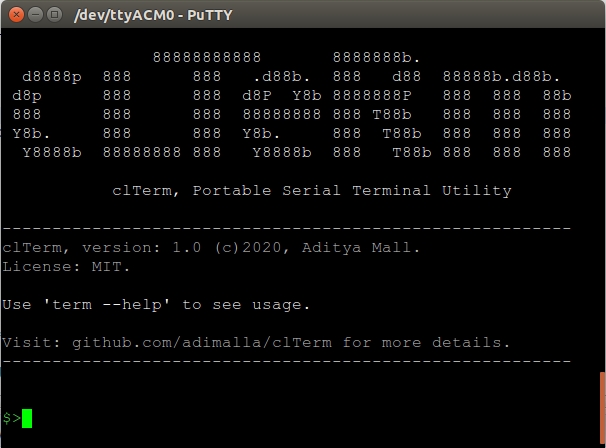 /dev/ttyACM0 - PuTTY
               88888888888       8888888b.
  d8888p  888      888   .d88b.  888   d88  88888b.d88b.
 d8p      888      888  d8P  Y8b 8888888P   888  888  88b
 888      888      888  88888888 888 T88b   888  888  888
 Y8b.     888      888  Y8b.     888  T88b  888  888  888
  Y8888b  88888888 888   Y8888b  888   T88b 888  888  888
clTerm, Portable Serial Terminal Utility
---------------------------------------------------------
clTerm, version: 1.0 (c)2020, Aditya Mall.
License: MIT.
Use 'term --help' to see usage.
Visit: github.com/adimalla/clTerm for more details.
---------------------------------------------------------
$>